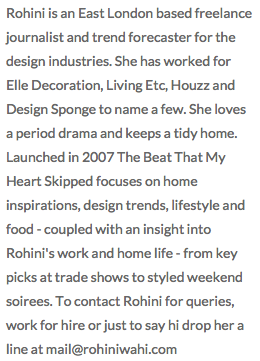 Rohini is an East London based freelance
journalist and trend forecaster for the
design industries. She has worked for
Elle Decoration, Living Etc, Houzz and
Design Sponge to name a few. She loves
a period drama and keeps a tidy home.
Launched in 2007 The Beat That My
Heart Skipped focuses on home
inspirations, design trends, lifestyle and
food - coupled with an insight into
Rohini's work and home life - from key
picks at trade shows to styled weekend
soirees. To contact Rohini for queries,
work for hire or just to say hi drop her a
line at mail@rohiniwahi.com